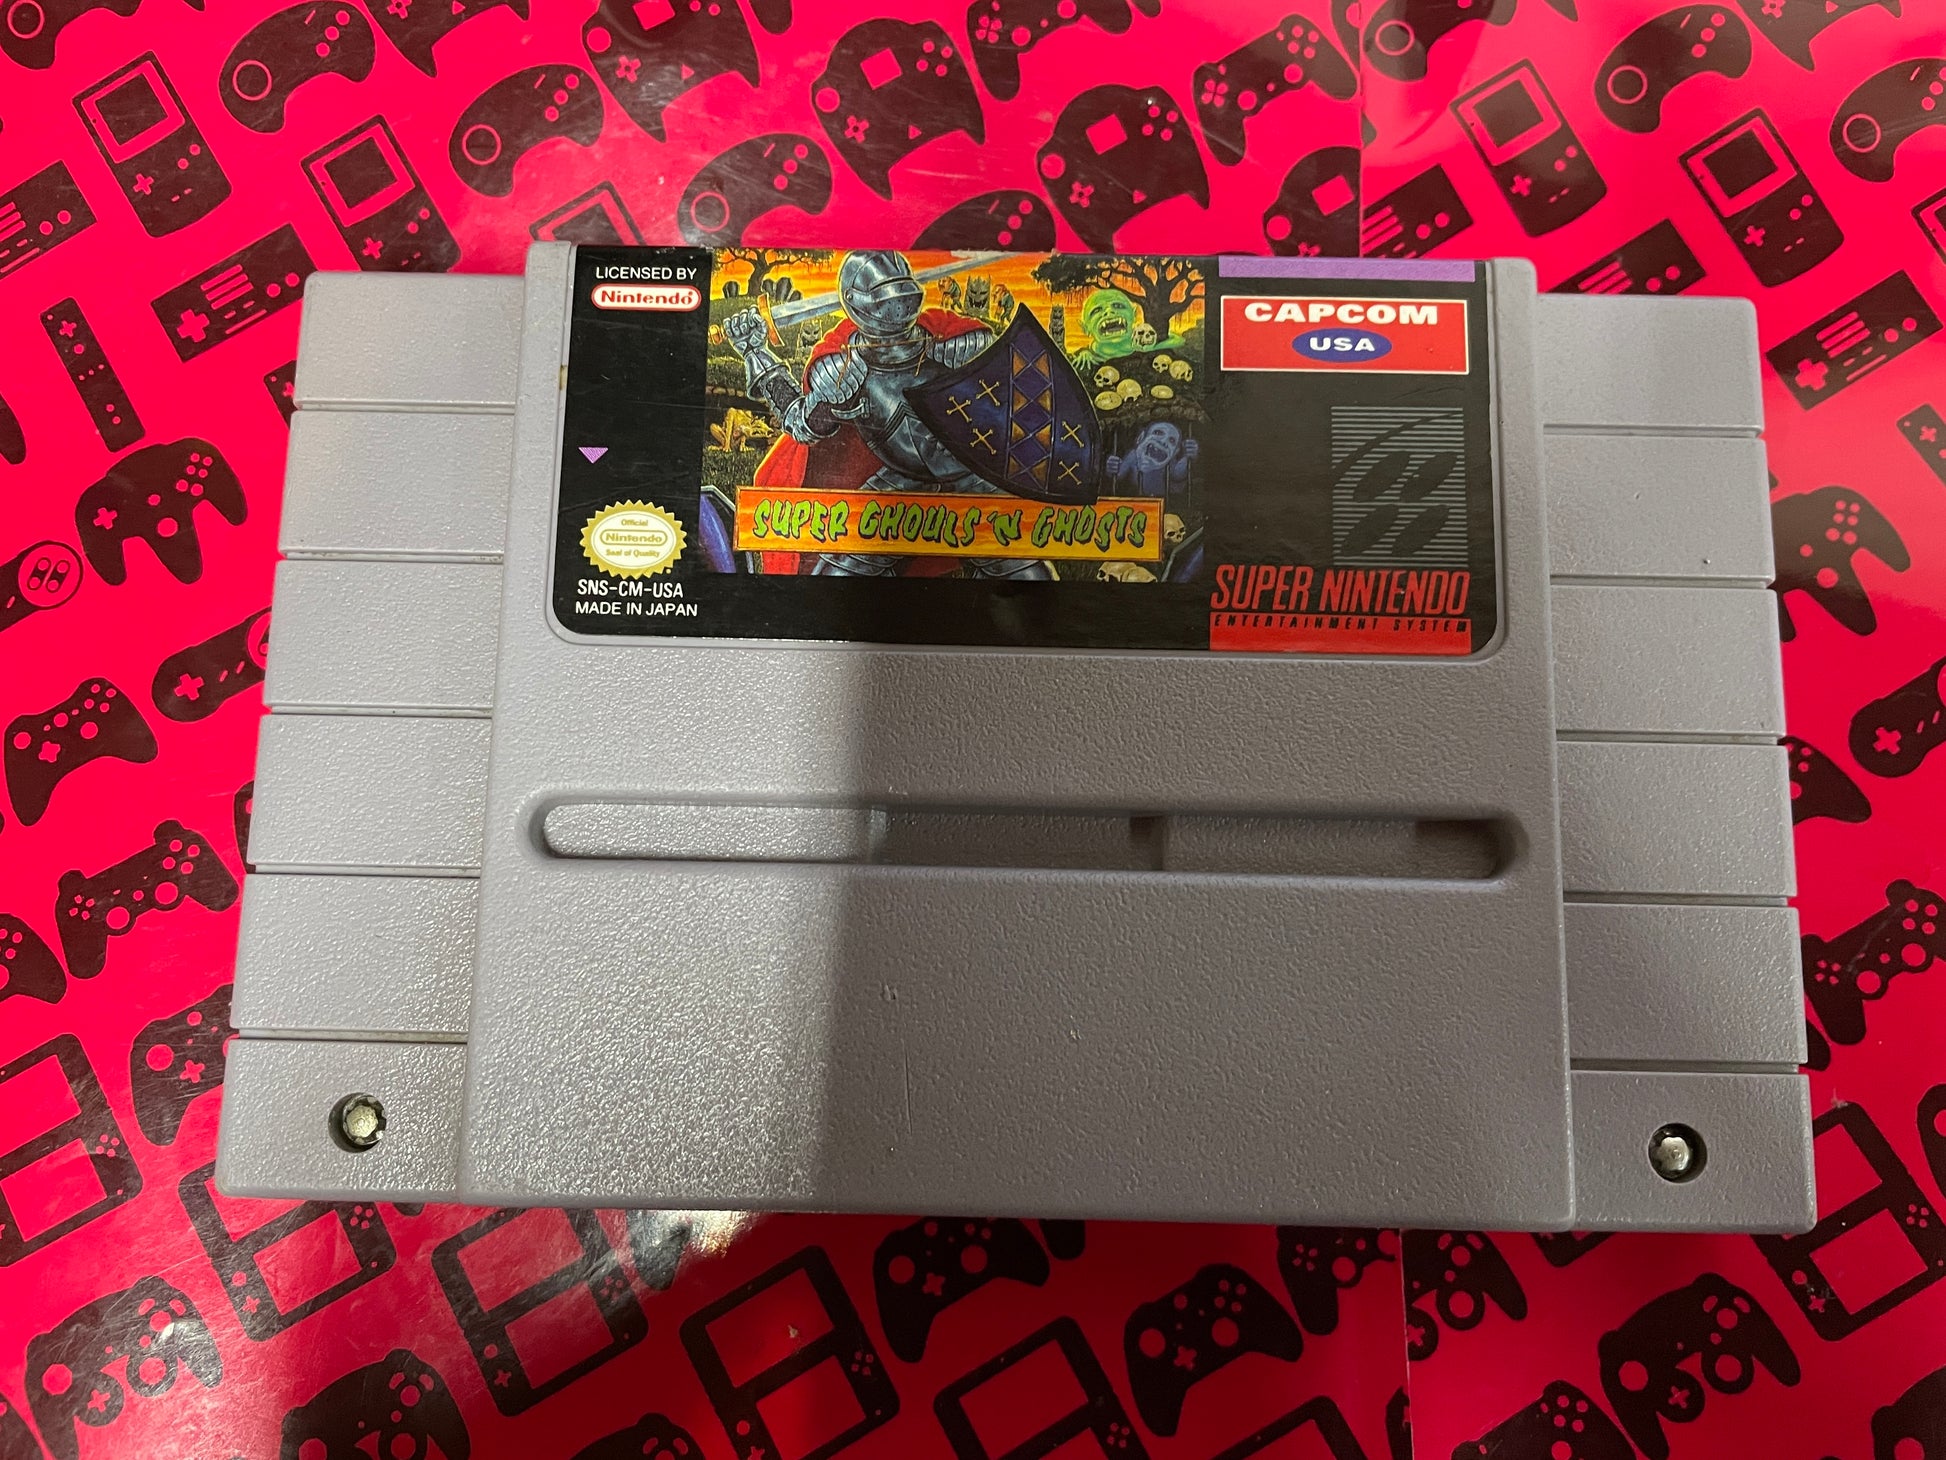 LICENSED BY
Nintendo®
CAPCOM
USA
SUPER GHOULS 'N GHOSTS
Official
Nintendo
Seal of Quality
SNS-CM-USA
MADE IN JAPAN
SUPER NINTENDO
ENTERTAINMENT SYSTEM